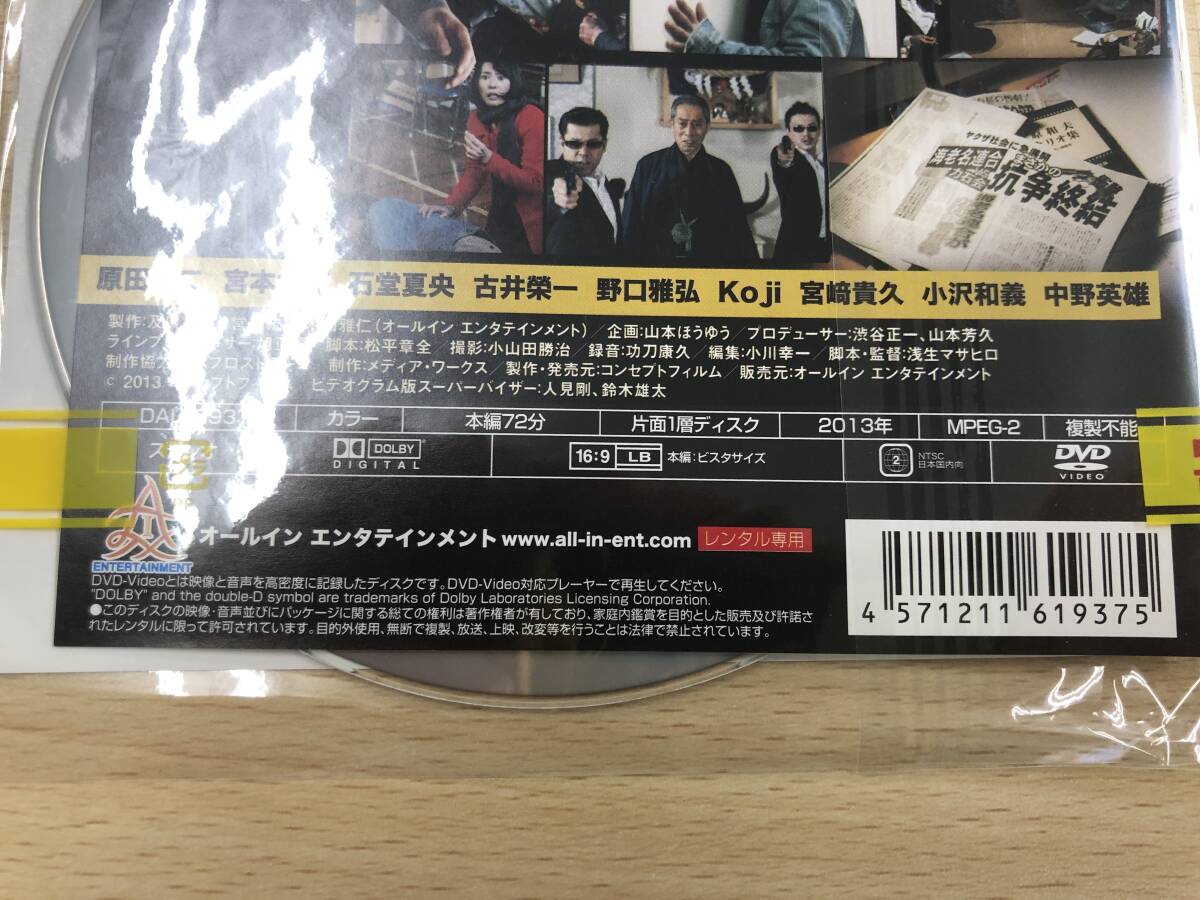 ヤクザ社会に急展開
海老名連合 まさかの
抗争終結
原田 宮本 石堂夏央 古井榮一 野口雅弘 Koji 宮﨑貴久 小沢和義 中野英雄
製作:及 雅仁(オールイン エンタテインメント)/企画:山本ほうゆう/プロデューサー:渋谷正一、山本芳久
ラインプ 脚本:松平章全/撮影:小山田勝治/録音:功刀康久/編集:小川幸一/脚本・監督:浅生マサヒロ
制作協力 フロスト 制作:メディア・ワークス/製作・発売元:コンセプトフィルム/販売元:オールイン エンタテインメント
© 2013 ビデオグラム版スーパーバイザー:人見剛、鈴木雄太
カラー 本編72分 片面1層ディスク 2013年 MPEG-2 複製不能
DOLBY DIGITAL 16:9 LB 本編:ビスタサイズ 2 NTSC 日本国内向 DVD VIDEO
ENTERTAINMENT
オールイン エンタテインメント www.all-in-ent.com レンタル専用
DVD-Videoとは映像と音声を高密度に記録したディスクです。DVD-Video対応プレーヤーで再生してください。
"DOLBY" and the double-D symbol are trademarks of Dolby Laboratories Licensing Corporation.
●このディスクの映像・音声並びにパッケージに関する総ての権利は著作権者が有しており、家庭内鑑賞を目的とした販売及び許諾さ
れたレンタルに限って許可されています。目的外使用、無断で複製、放送、上映、改変等を行うことは法律で禁止されています。
4 571211 619375